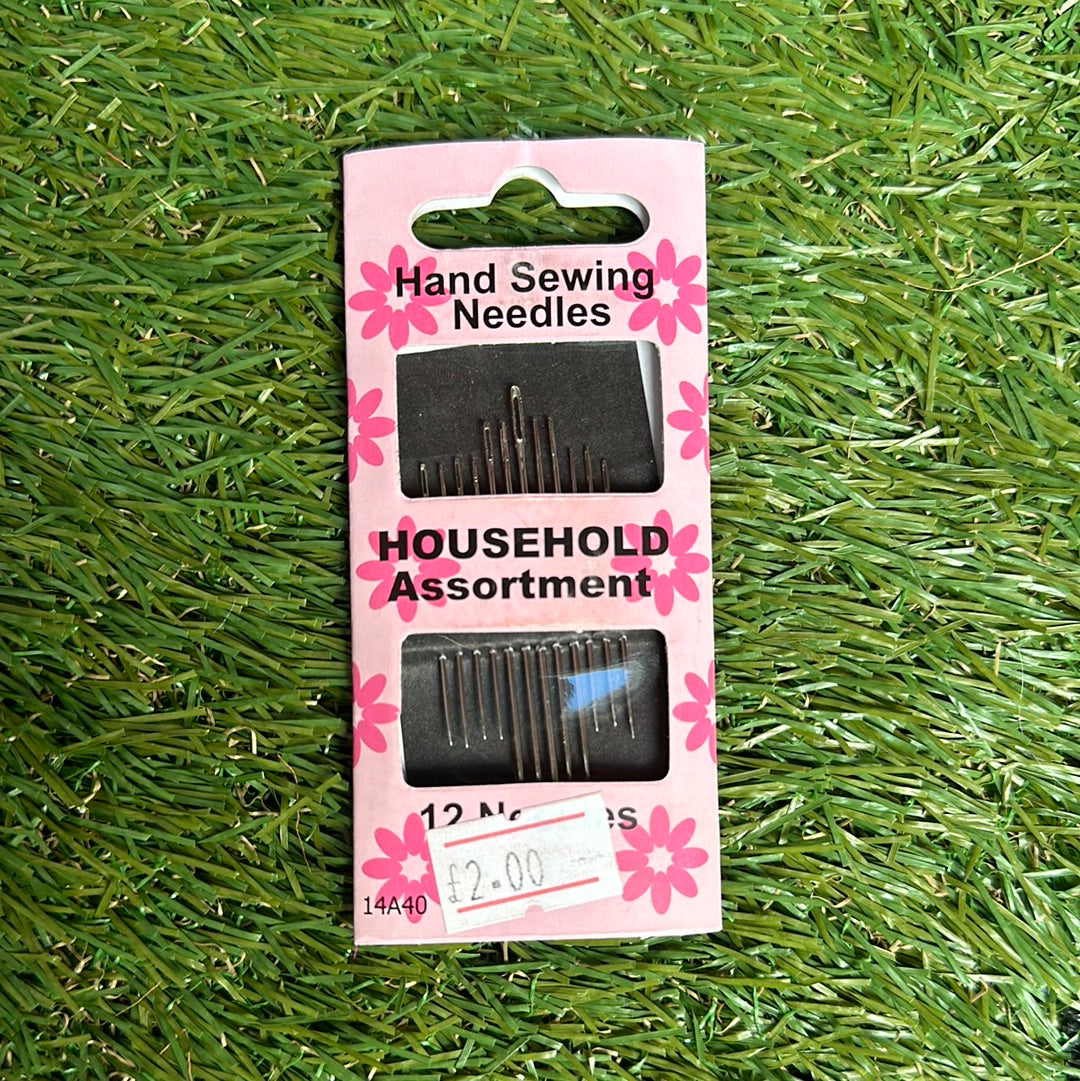 Hand Sewing
Needles
HOUSEHOLD
Assortment
12
£2.00
14A40